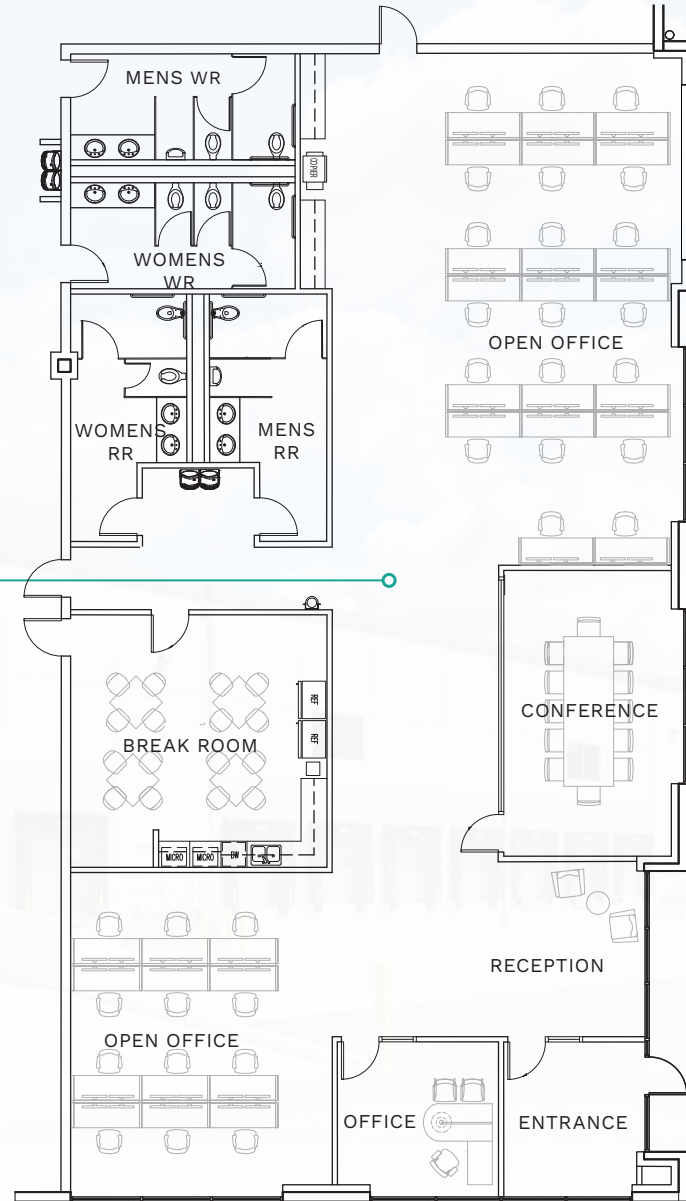 MENS WR
COPIER
WOMENS
WR
OPEN OFFICE
WOMENS
RR
MENS
RR
CONFERENCE
REF
REF
BREAK ROOM
MICRO
MICRO
DW
RECEPTION
OPEN OFFICE
OFFICE
ENTRANCE